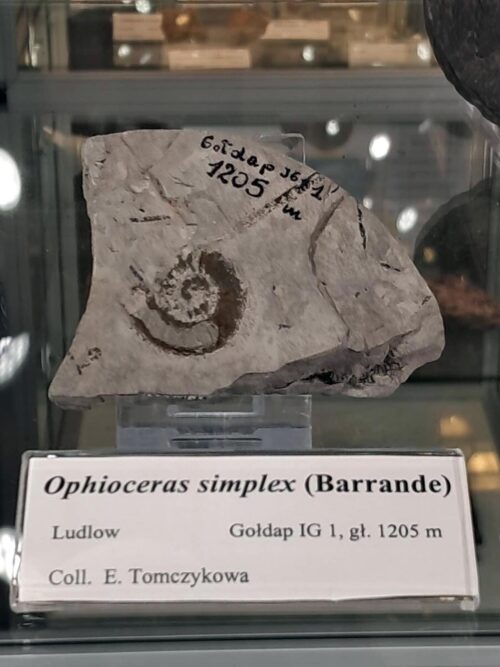 Gołdap IG 1
1205
m
Ophioceras simplex (Barrande)
Ludlow Gołdap IG 1, gł. 1205 m
Coll. E. Tomczykowa